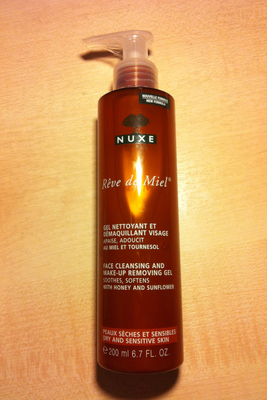 NOUVELLE FORMULE
NEW FORMULA
NUXE
Rêve de Miel®
GEL NETTOYANT ET
DÉMAQUILLANT VISAGE
APAISE, ADOUCIT
AU MIEL ET TOURNESOL
FACE CLEANSING AND
MAKE-UP REMOVING GEL
SOOTHES, SOFTENS
WITH HONEY AND SUNFLOWER
PEAUX SÈCHES ET SENSIBLES
DRY AND SENSITIVE SKIN
℮ 200 ml 6.7 FL. OZ.